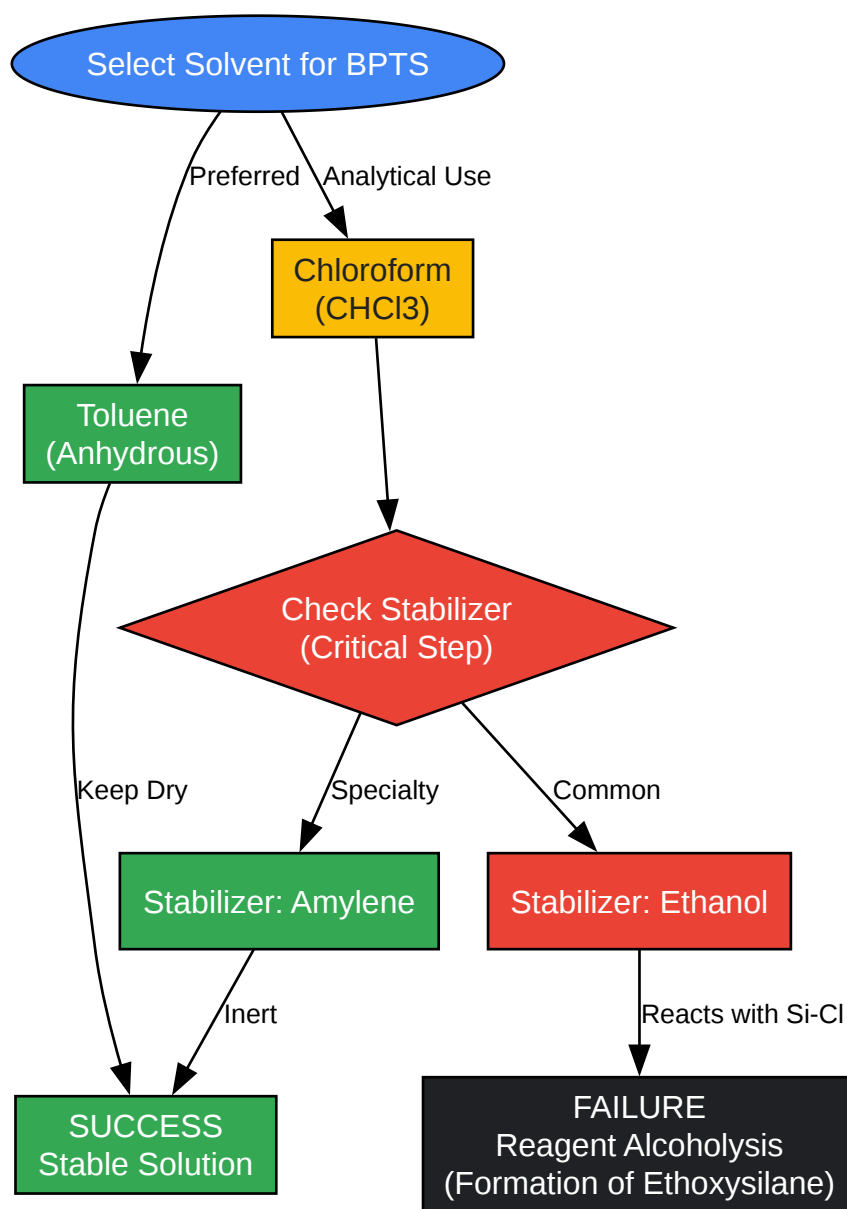 Select Solvent for BPTS
Preferred
Analytical Use
Chloroform
(CHCl3)
Toluene
(Anhydrous)
Check Stabilizer
(Critical Step)
Keep Dry
Specialty
Common
Stabilizer: Amylene
Stabilizer: Ethanol
Inert
Reacts with Si-Cl
SUCCESS
Stable Solution
FAILURE
Reagent Alcoholysis
(Formation of Ethoxysilane)